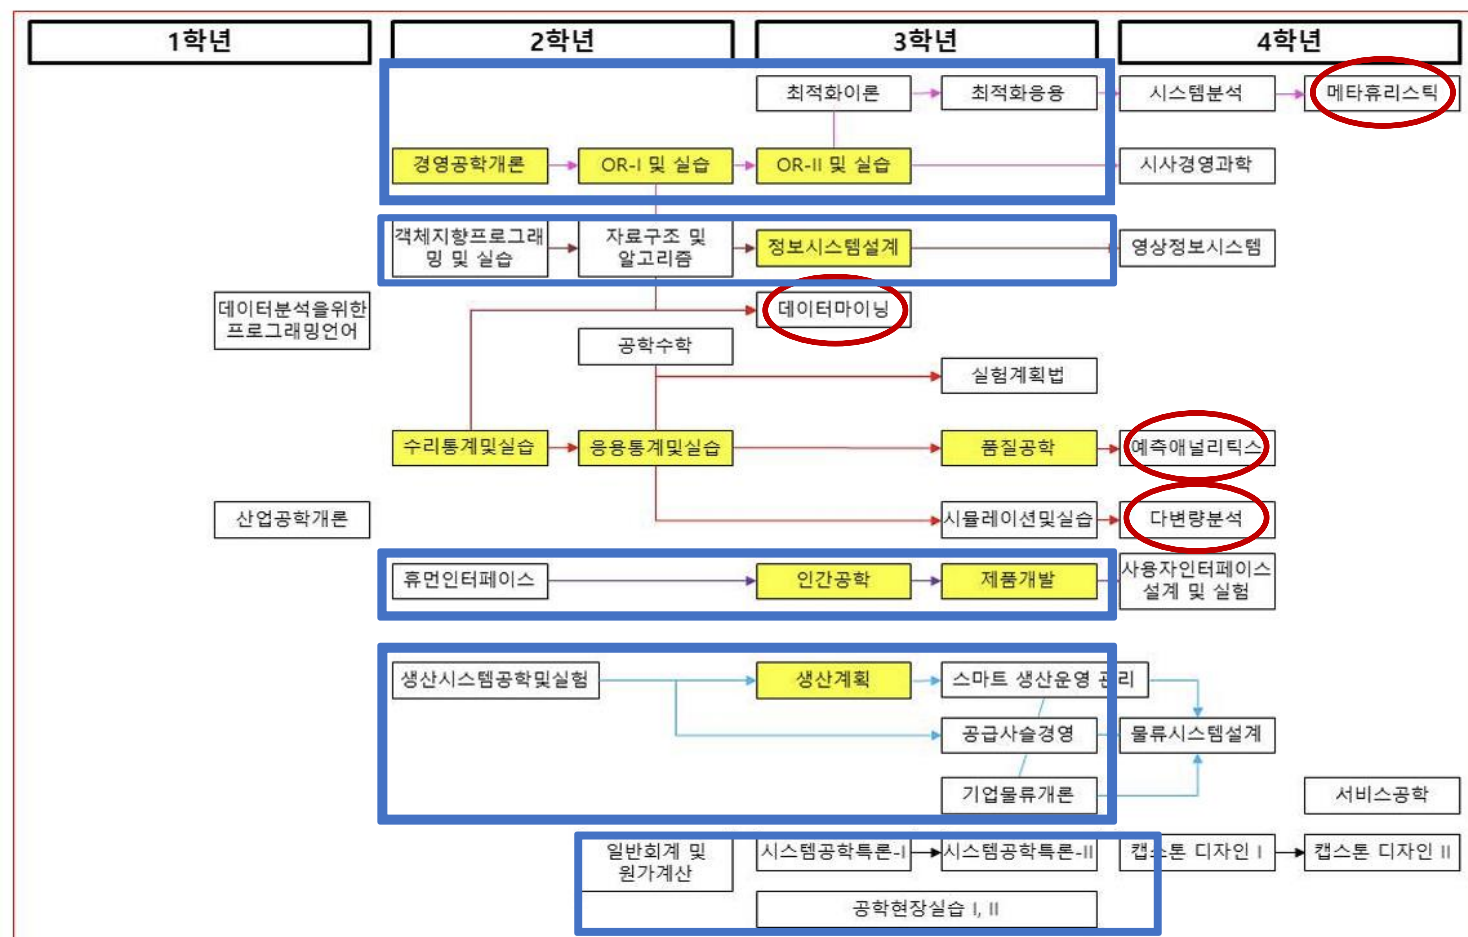 1학년
2학년
3학년
4학년
최적화이론
최적화응용
시스템분석
메타휴리스틱
경영공학개론
OR-I 및 실습
OR-II 및 실습
시사경영과학
객체지향프로그래
밍 및 실습
자료구조 및
알고리즘
정보시스템설계
영상정보시스템
데이터분석을위한
프로그래밍언어
데이터마이닝
공학수학
실험계획법
수리통계및실습
응용통계및실습
품질공학
예측애널리틱스
산업공학개론
시뮬레이션및실습
다변량분석
휴먼인터페이스
인간공학
제품개발
사용자인터페이스
설계 및 실험
생산시스템공학및실험
생산계획
스마트 생산운영 관리
공급사슬경영
물류시스템설계
기업물류개론
서비스공학
일반회계 및
원가계산
시스템공학특론-I
시스템공학특론-II
캡스톤 디자인 I
캡스톤 디자인 II
공학현장실습 I, II